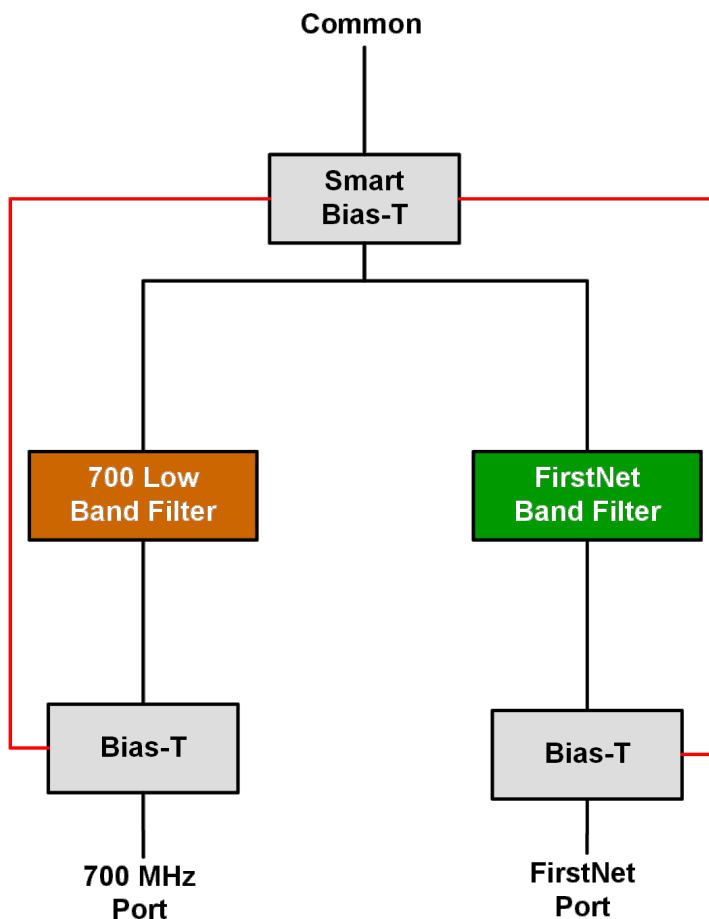 Common
Smart
Bias-T
700 Low
Band Filter
FirstNet
Band Filter
Bias-T
Bias-T
700 MHz
Port
FirstNet
Port